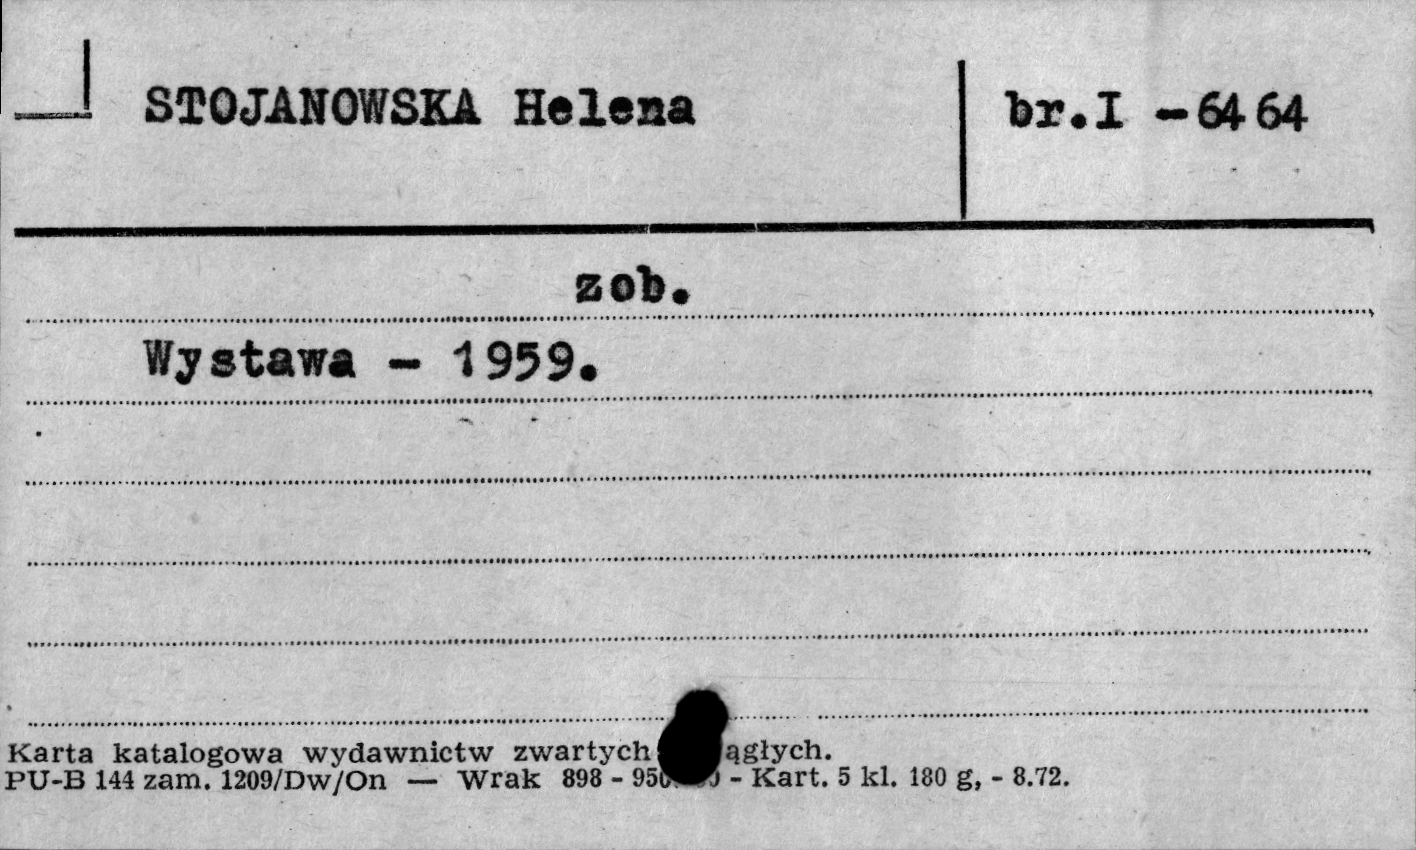 STOJANOWSKA Helena
br.I - 6464
zob.
Wystawa - 1959.
Karta katalogowa wydawnictw zwartych ągłych.
PU-B 144 zam. 1209/Dw/On — Wrak 898 - 950 - Kart. 5 kl. 180 g, - 8.72.